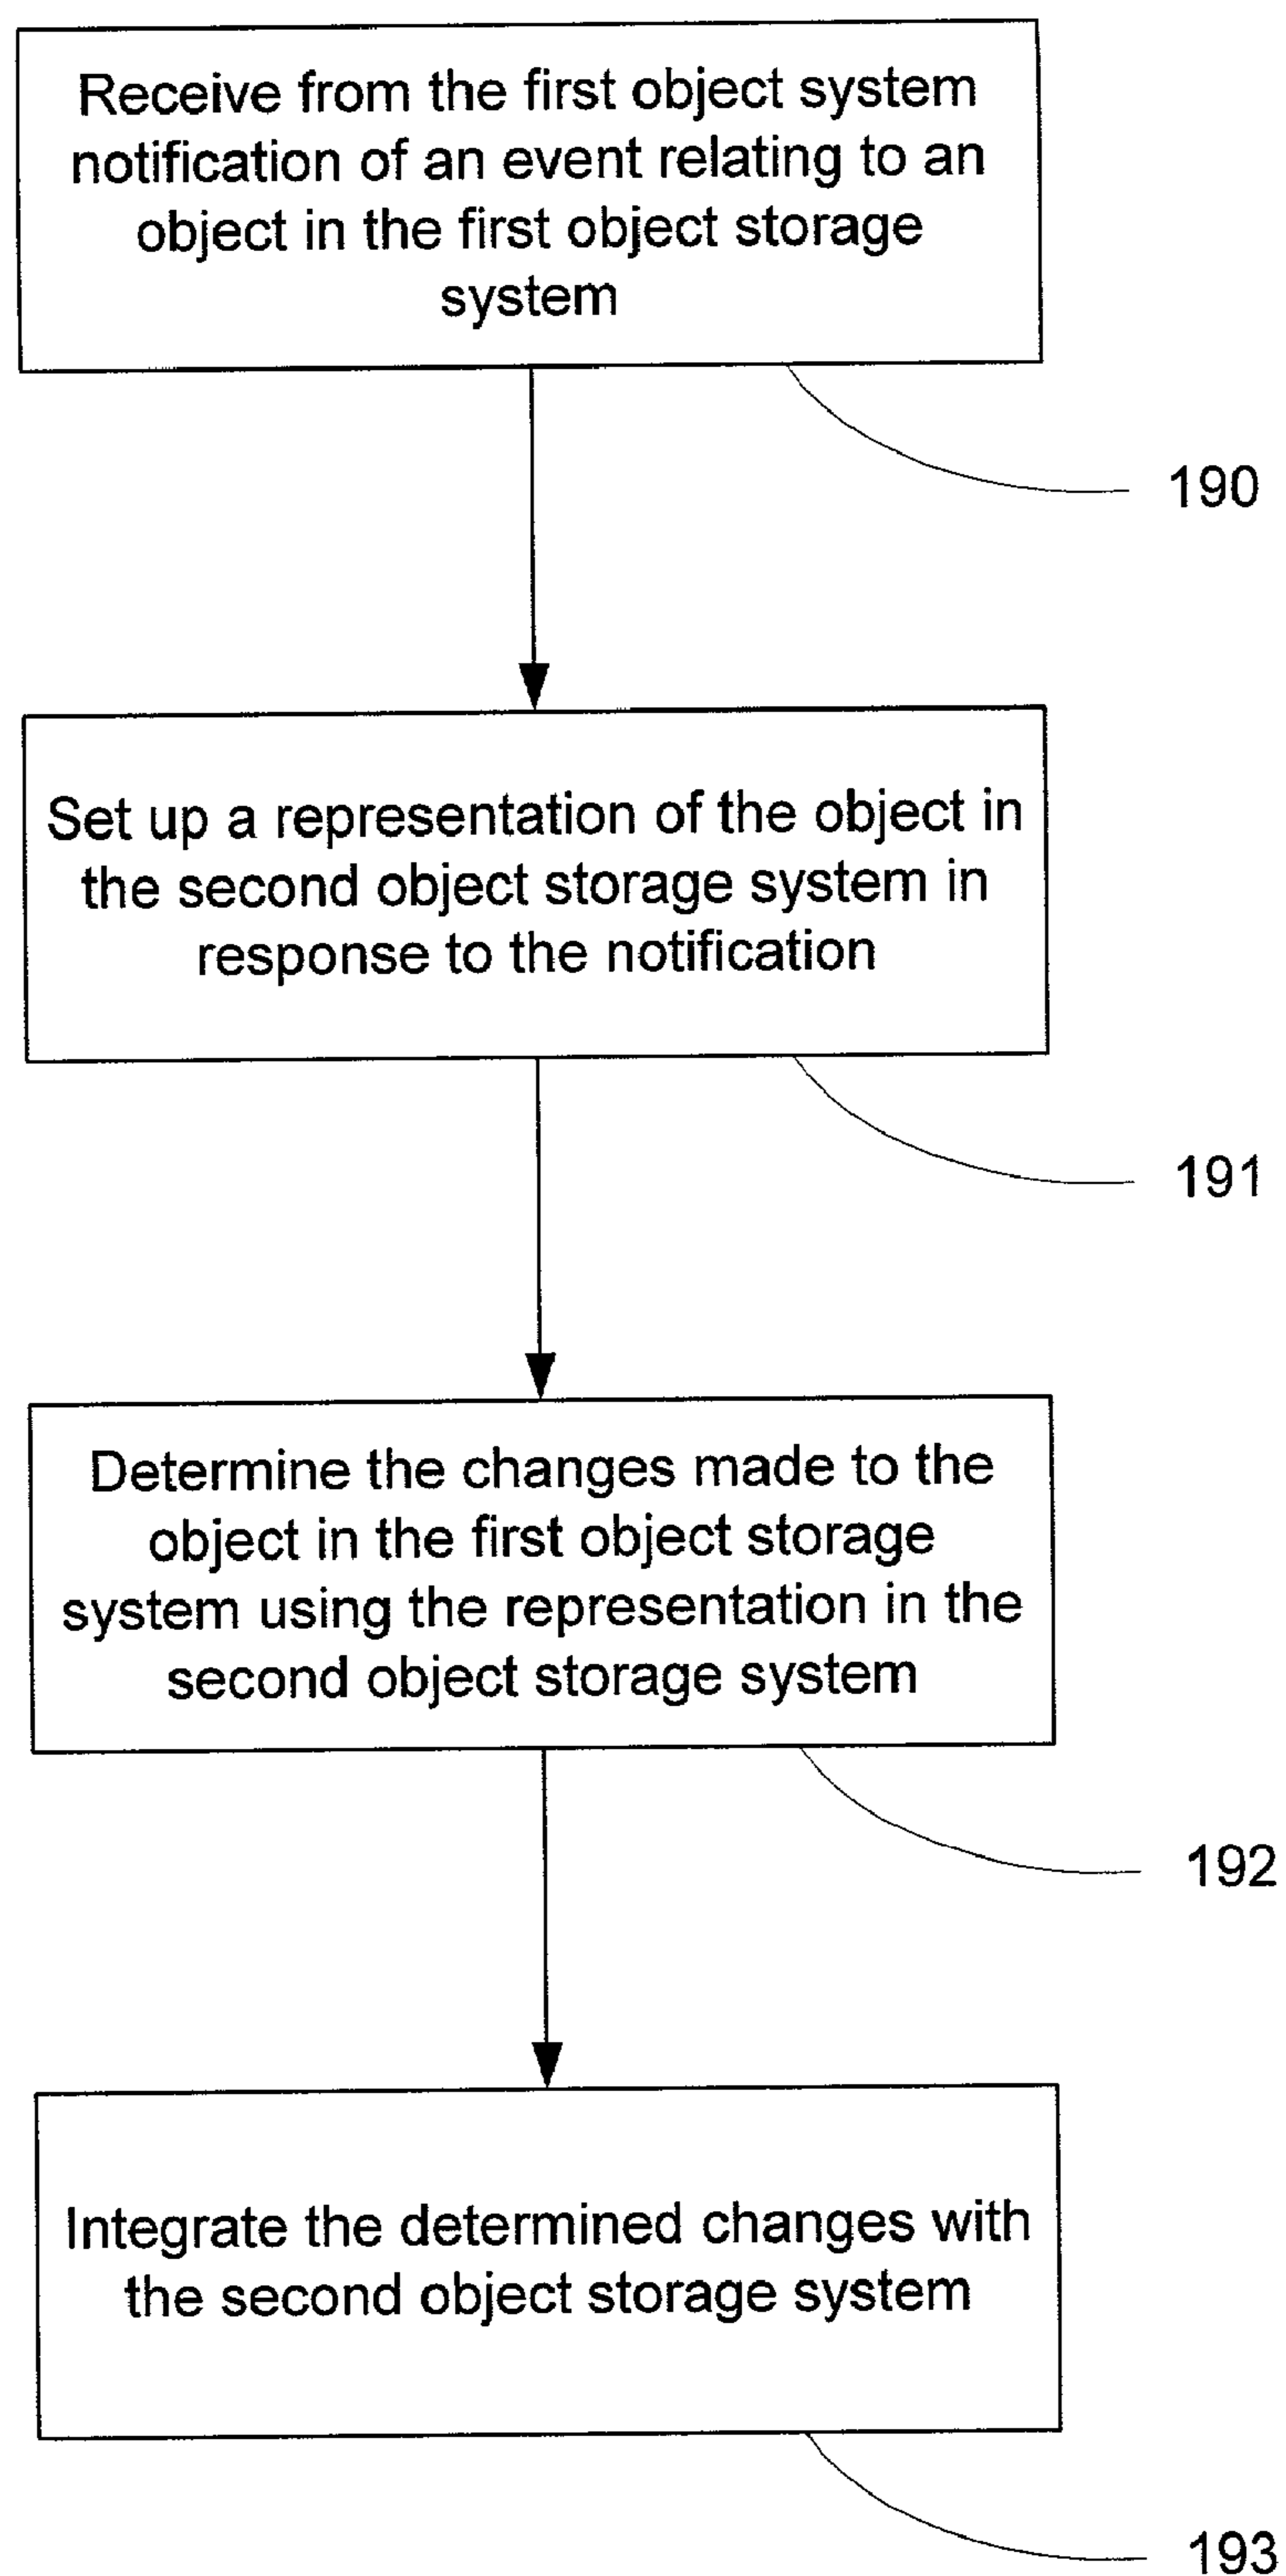 Receive from the first object system
notification of an event relating to an
object in the first object storage
system
190
Set up a representation of the object in
the second object storage system in
response to the notification
191
Determine the changes made to the
object in the first object storage
system using the representation in the
second object storage system
192
Integrate the determined changes with
the second object storage system
193